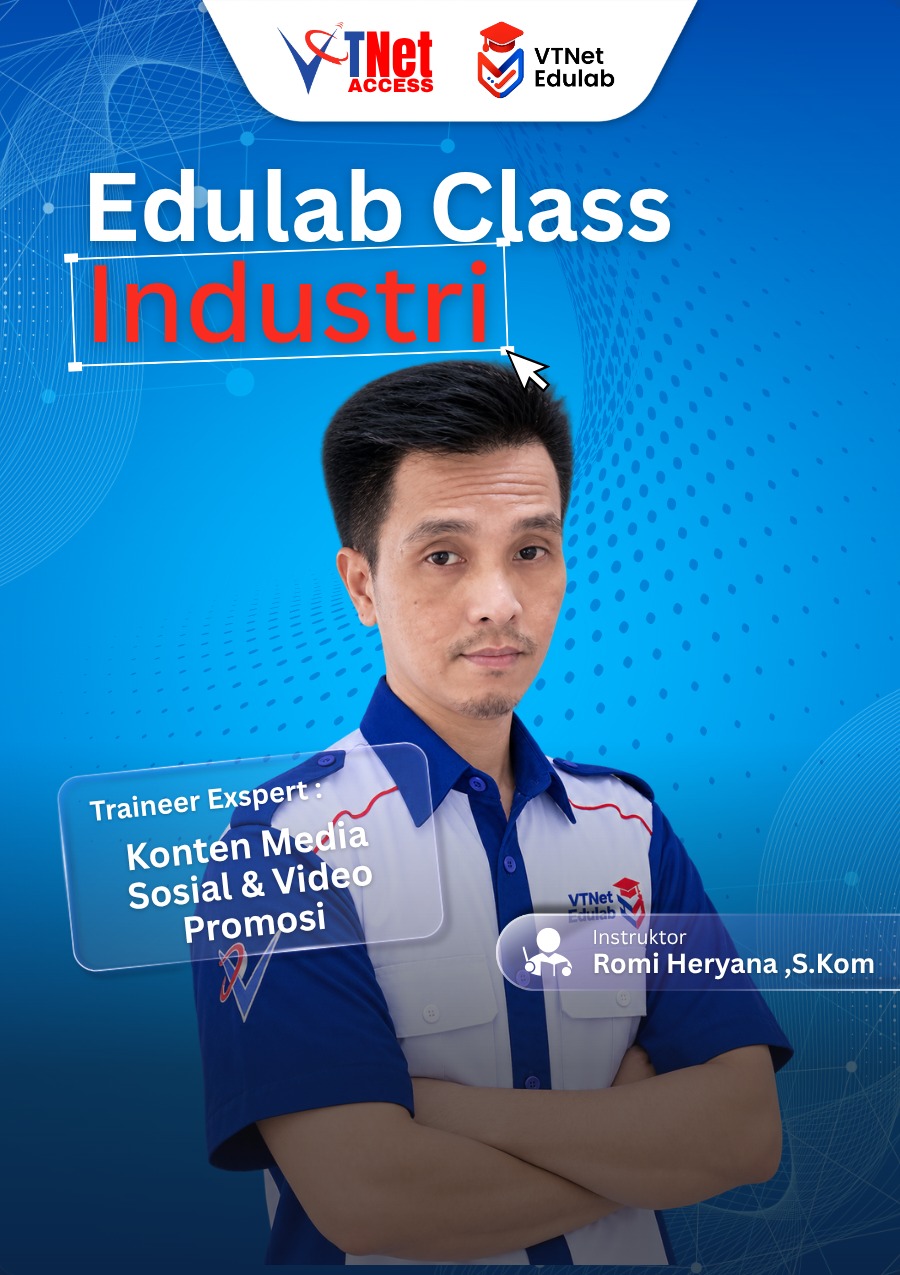 VTNet
ACCESS
VTNet
Edulab
Edulab Class
Industri
Traineer Exspert :
Konten Media
Sosial & Video
Promosi
VTNet
Edulab
Instruktor
Romi Heryana ,S.Kom